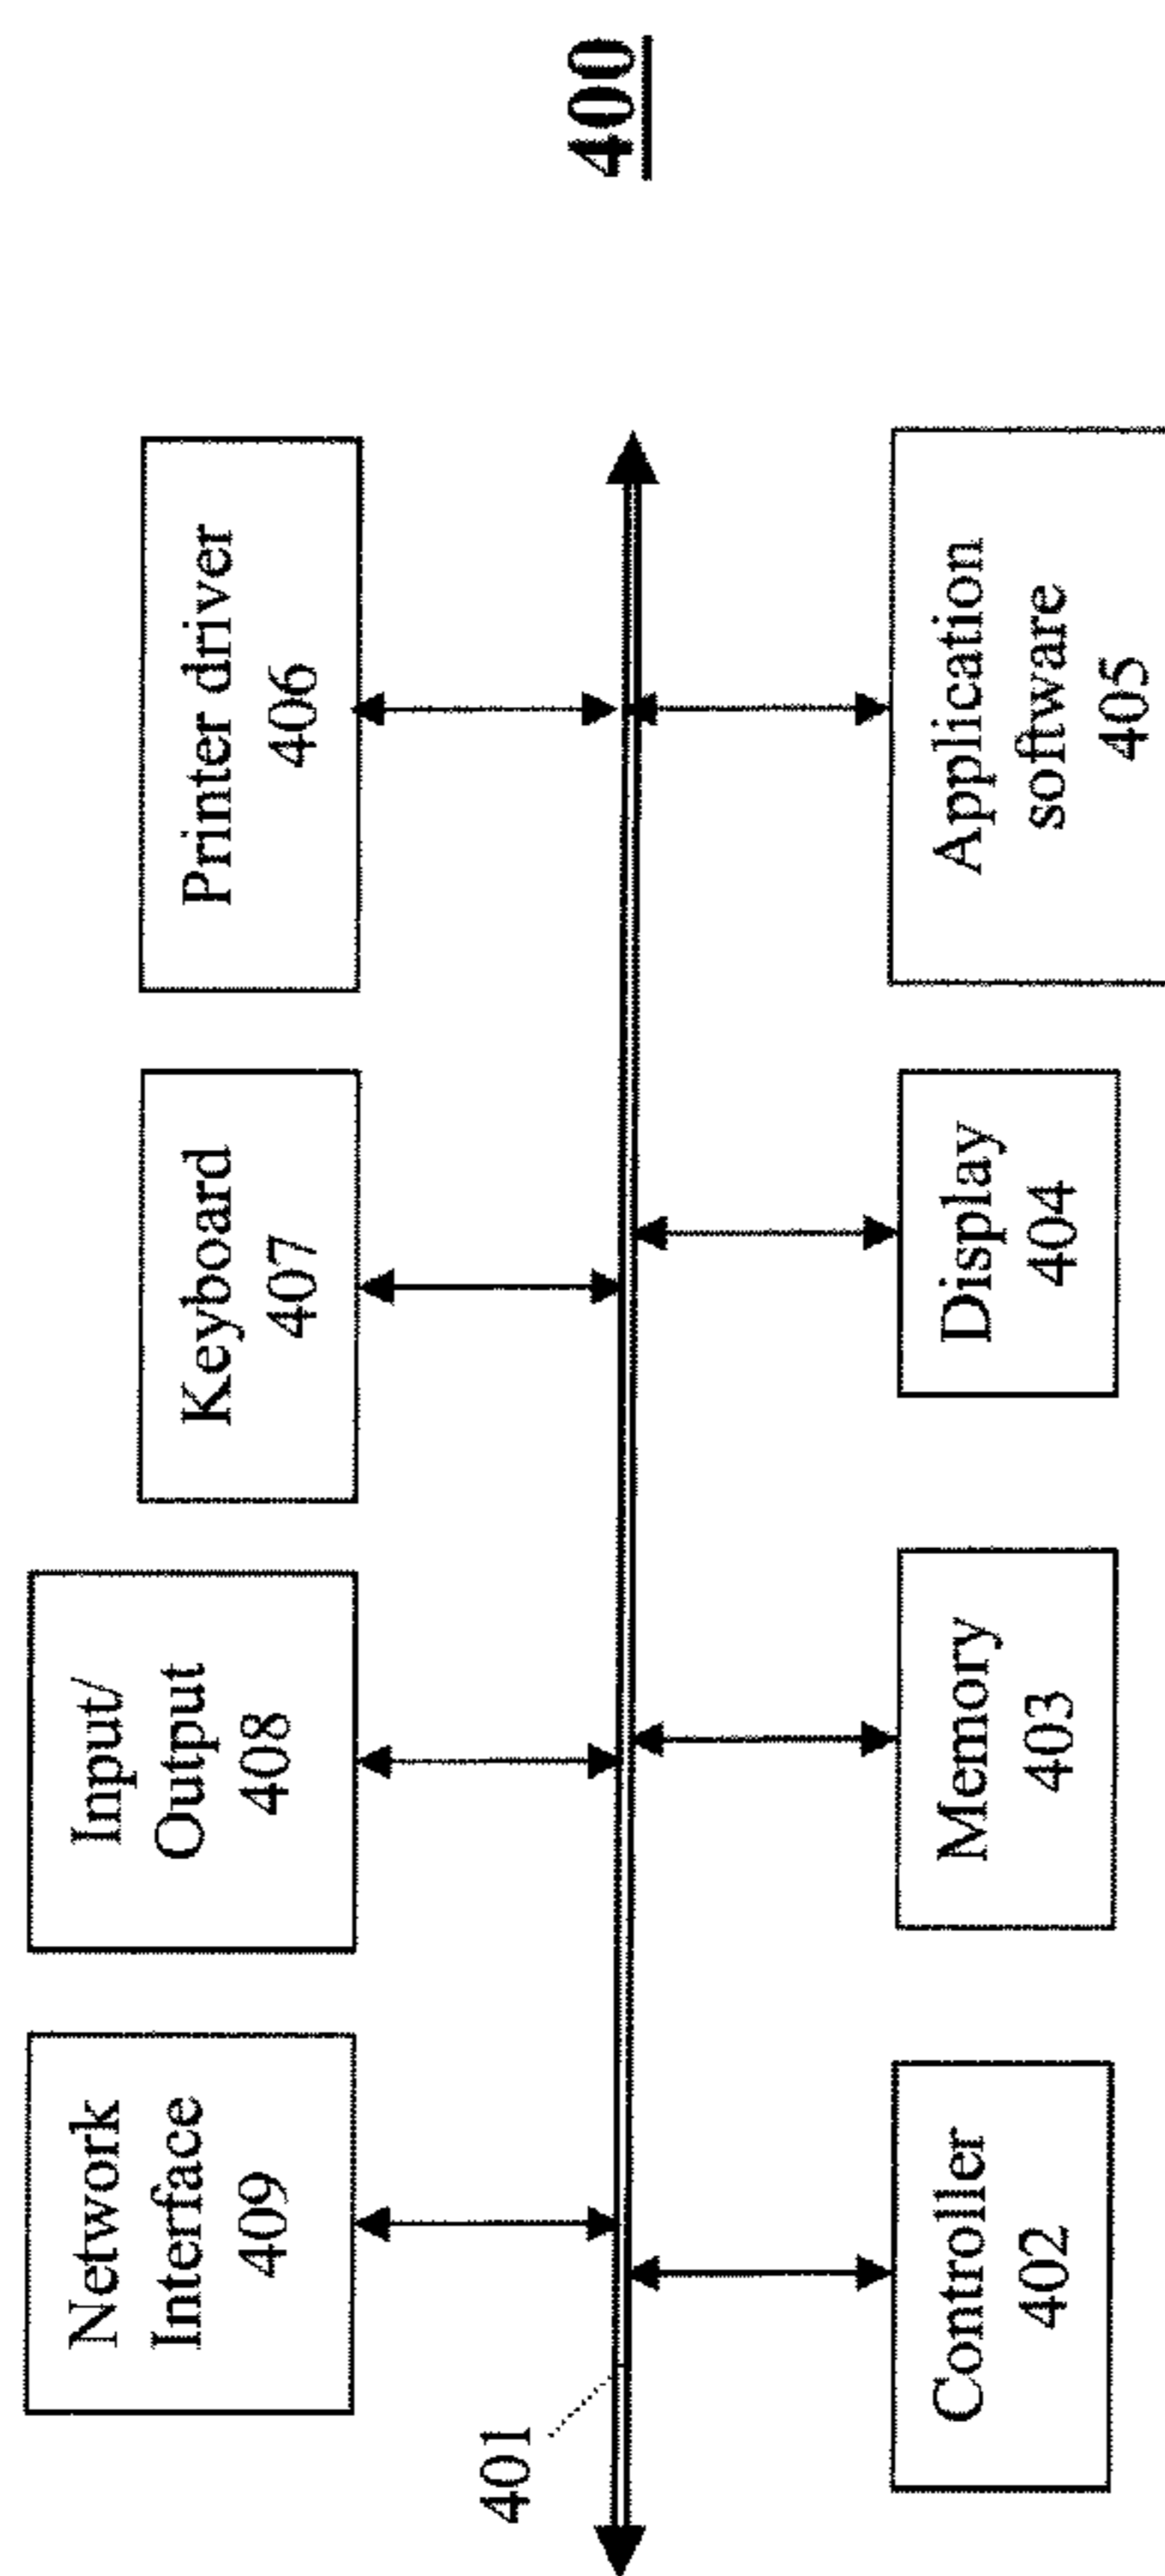 400
Network
Interface
409
Input/
Output
408
Keyboard
407
Printer driver
406
401
Controller
402
Memory
403
Display
404
Application
software
405